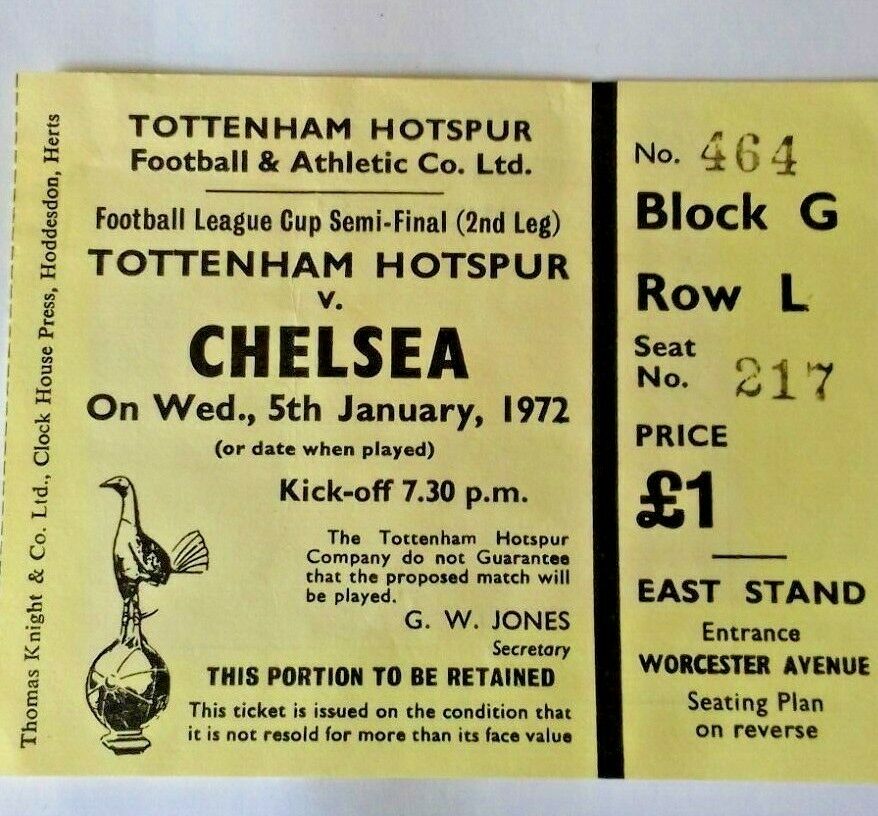 Thomas Knight & Co. Ltd., Clock House Press, Hoddesdon, Herts
TOTTENHAM HOTSPUR
Football & Athletic Co. Ltd.
Football League Cup Semi-Final (2nd Leg)
TOTTENHAM HOTSPUR
v.
CHELSEA
On Wed., 5th January, 1972
(or date when played)
Kick-off 7.30 p.m.
The Tottenham Hotspur
Company do not Guarantee
that the proposed match will
be played.
G. W. JONES
Secretary
THIS PORTION TO BE RETAINED
This ticket is issued on the condition that
it is not resold for more than its face value
No. 464
Block G
Row L
Seat
No. 217
PRICE
£1
EAST STAND
Entrance
WORCESTER AVENUE
Seating Plan
on reverse